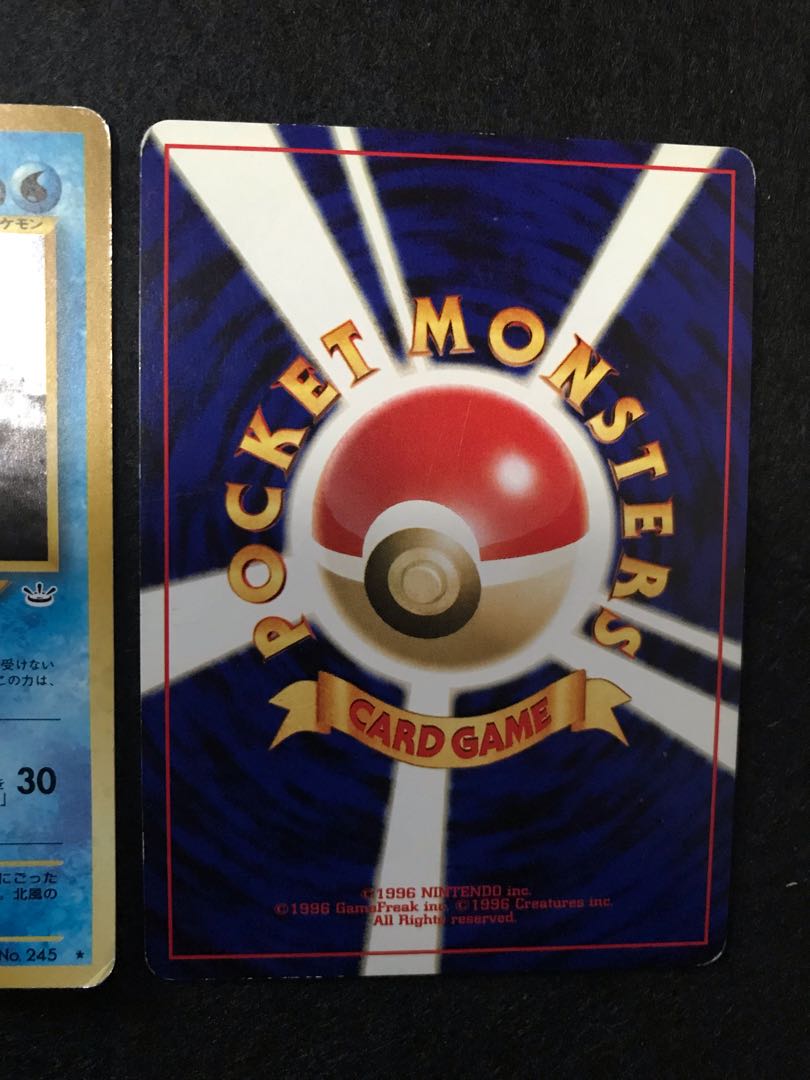 ケモン
受けない
この力は、
を 30
」
にごった
。北風の
No. 245 ★
POCKET MONSTERS
CARD GAME
©1996 NINTENDO inc.
©1996 GameFreak inc. ©1996 Creatures inc.
All Rights reserved.